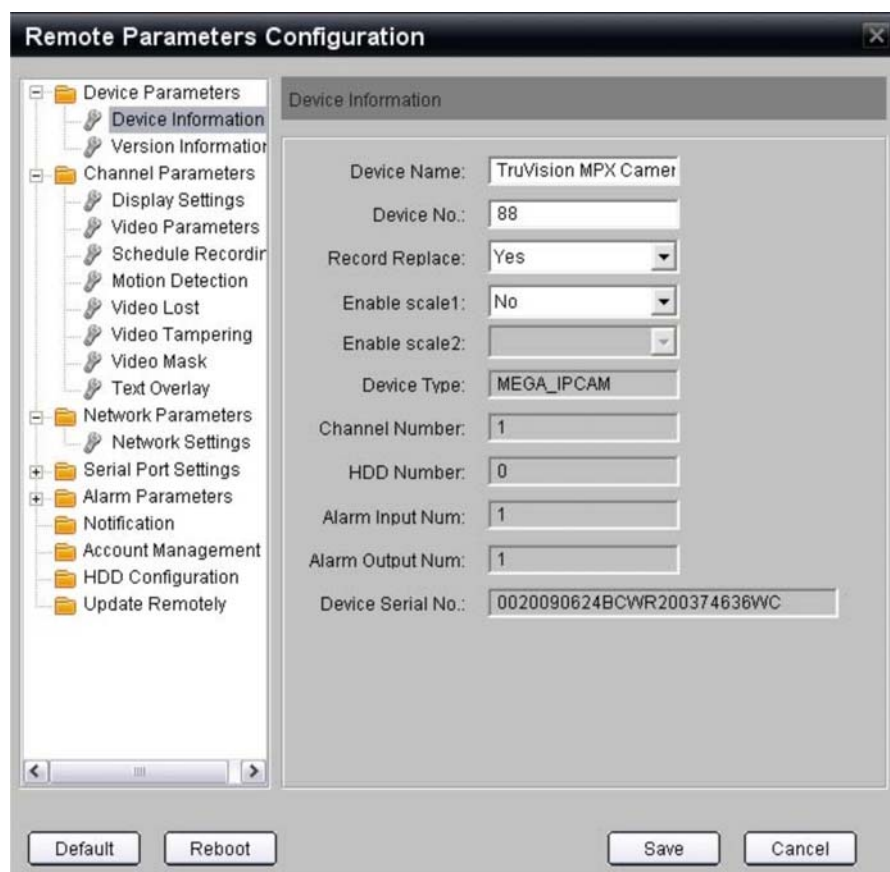 Remote Parameters Configuration
Device Parameters
Device Information
Version Information
Channel Parameters
Display Settings
Video Parameters
Schedule Recordin
Motion Detection
Video Lost
Video Tampering
Video Mask
Text Overlay
Network Parameters
Network Settings
Serial Port Settings
Alarm Parameters
Notification
Account Management
HDD Configuration
Update Remotely
Device Information
Device Name: TruVision MPX Camer
Device No.: 88
Record Replace: Yes
Enable scale1: No
Enable scale2:
Device Type: MEGA_IPCAM
Channel Number: 1
HDD Number: 0
Alarm Input Num: 1
Alarm Output Num: 1
Device Serial No.: 0020090624BCWR200374636WC
Default Reboot Save Cancel